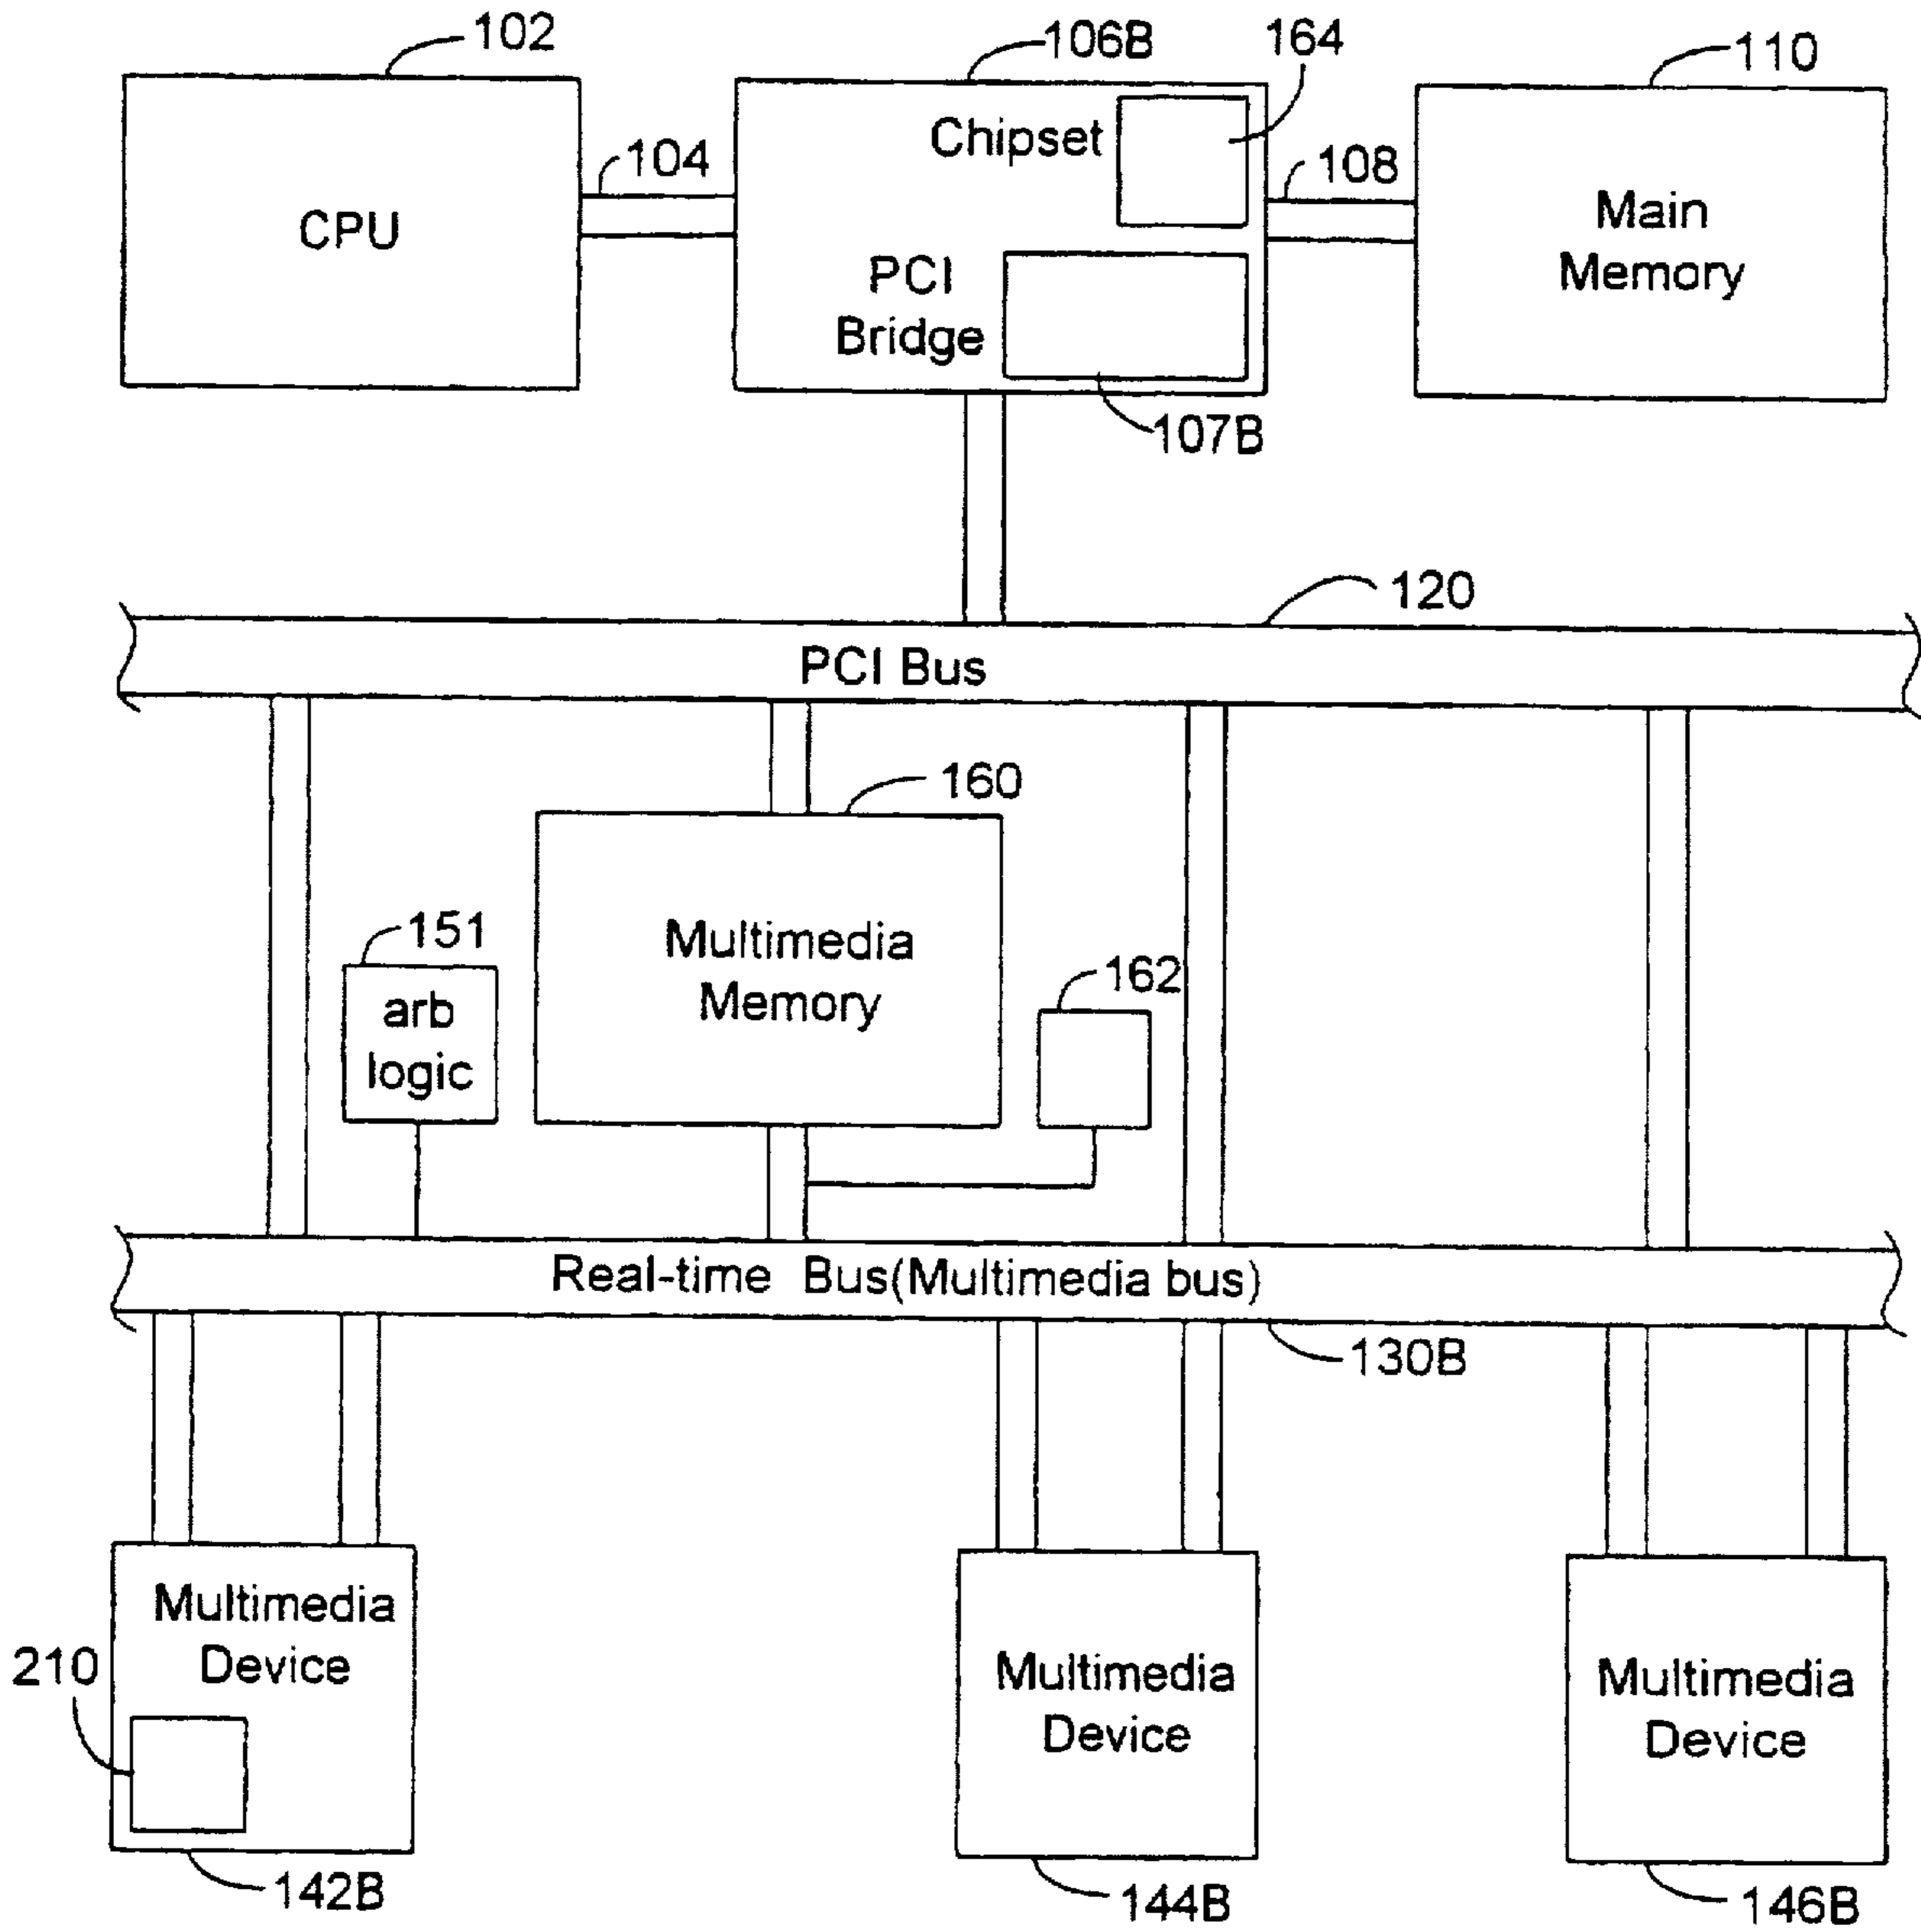 102
106B
164
110
Chipset
104
108
CPU
Main
Memory
PCI
Bridge
107B
120
PCI Bus
160
151
Multimedia
Memory
162
arb
logic
Real-time Bus(Multimedia bus)
130B
Multimedia
Device
210
Multimedia
Device
Multimedia
Device
142B
144B
146B